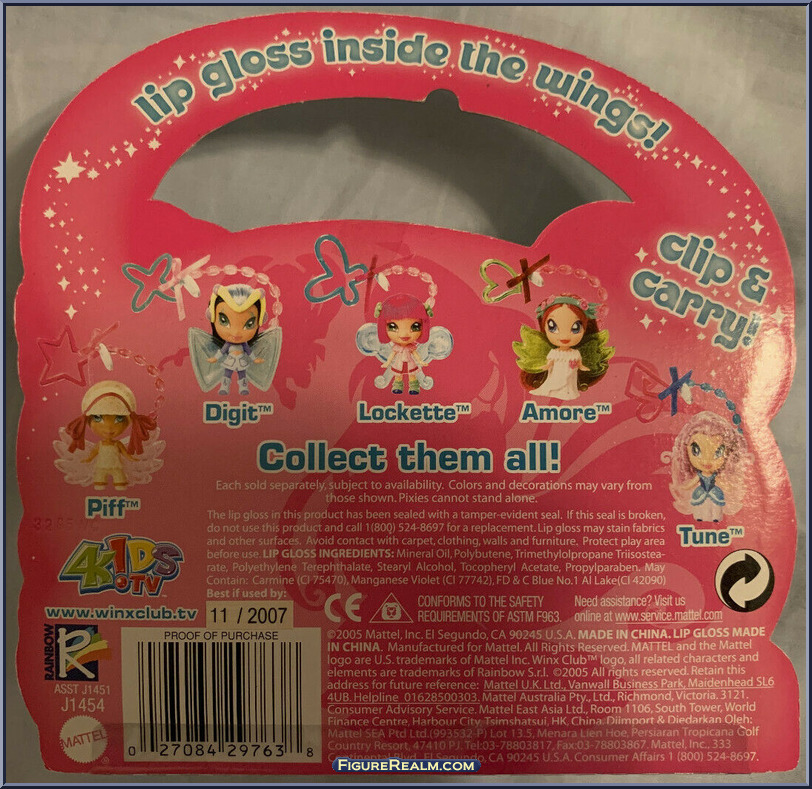 lip gloss inside the wings!
clip &
carry!
Digit™
Lockette™
Amore™
Piff™
Tune™
Collect them all!
Each sold separately, subject to availability. Colors and decorations may vary from
those shown. Pixies cannot stand alone.
The lip gloss in this product has been sealed with a tamper-evident seal. If this seal is broken,
do not use this product and call 1(800) 524-8697 for a replacement. Lip gloss may stain fabrics
and other surfaces. Avoid contact with carpet, clothing, walls and furniture. Protect play area
before use. LIP GLOSS INGREDIENTS: Mineral Oil, Polybutene, Trimethylolpropane Triisostea-
rate, Polyethylene Terephthalate, Stearyl Alcohol, Tocopheryl Acetate, Propylparaben. May
Contain: Carmine (CI 75470), Manganese Violet (CI 77742), FD & C Blue No.1 Al Lake(CI 42090)
Best if used by:
11 / 2007
4KIDS.TV™
www.winxclub.tv
CE
CONFORMS TO THE SAFETY
REQUIREMENTS OF ASTM F963.
Need assistance? Visit us
online at www.service.mattel.com
RAINBOW
R
ASST J1451
J1454
MATTEL
PROOF OF PURCHASE
0 27084 29763 8
©2005 Mattel, Inc. El Segundo, CA 90245 U.S.A. MADE IN CHINA. LIP GLOSS MADE
IN CHINA. Manufactured for Mattel. All Rights Reserved. MATTEL and the Mattel
logo are U.S. trademarks of Mattel Inc. Winx Club™ logo, all related characters and
elements are trademarks of Rainbow S.r.l. ©2005 All rights reserved. Retain this
address for future reference: Mattel U.K. Ltd., Vanwall Business Park, Maidenhead SL6
4UB. Helpline 01628500303. Mattel Australia Pty., Ltd., Richmond, Victoria. 3121.
Consumer Advisory Service. Mattel East Asia Ltd., Room 1106, South Tower, World
Finance Centre, Harbour City, Tsimshatsui, HK, China. Diimport & Diedarkan Oleh:
Mattel SEA Ptd Ltd.(993532-P) Lot 13.5, Menara Lien Hoe, Persiaran Tropicana Golf
Country Resort, 47410 PJ. Tel:03-78803817, Fax:03-78803867. Mattel, Inc., 333
Continental Blvd., El Segundo, CA 90245 U.S.A. Consumer Affairs 1 (800) 524-8697.
FIGUREREALM.COM